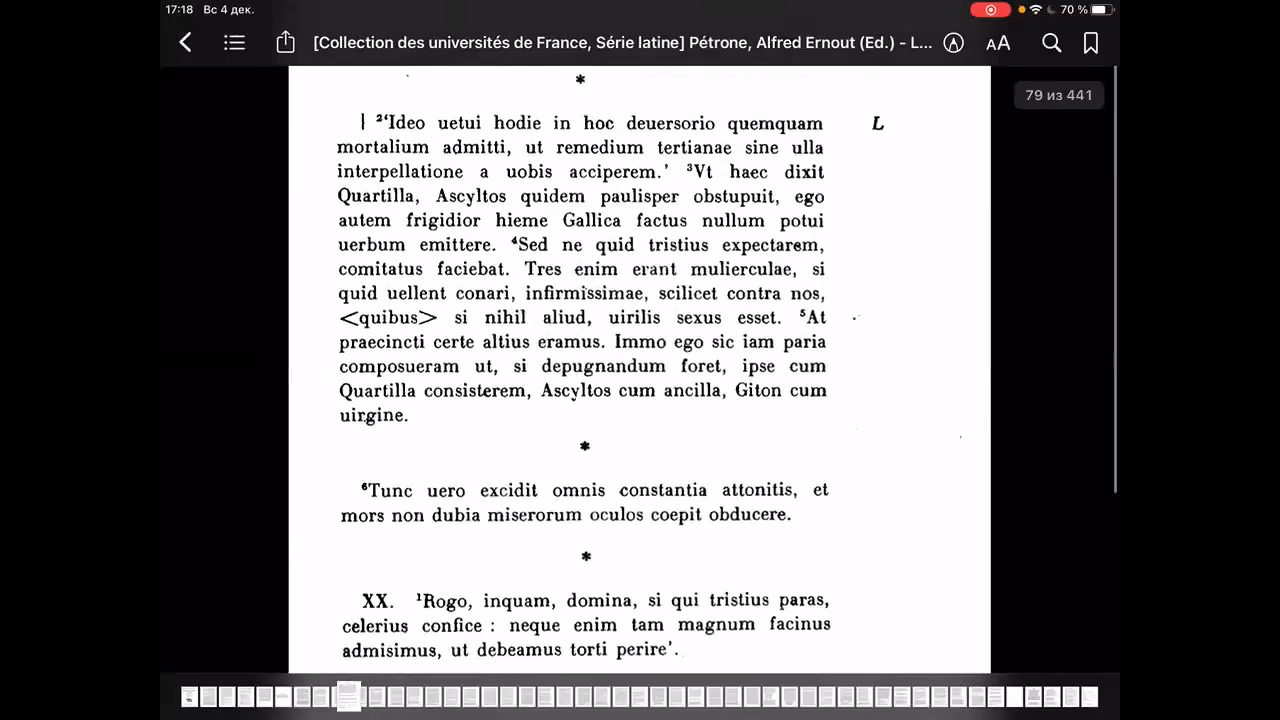 17:18 Вс 4 дек.
70 %
[Collection des universités de France, Série latine] Pétrone, Alfred Ernout (Ed.) - L...
AA
79 из 441
*
| ²‘Ideo uetui hodie in hoc deuersorio quemquam
L
mortalium admitti, ut remedium tertianae sine ulla
interpellatione a uobis acciperem.’ ³Vt haec dixit
Quartilla, Ascyltos quidem paulisper obstupuit, ego
autem frigidior hieme Gallica factus nullum potui
uerbum emittere. ⁴Sed ne quid tristius expectarem,
comitatus faciebat. Tres enim erant mulierculae, si
quid uellent conari, infirmissimae, scilicet contra nos,
<quibus> si nihil aliud, uirilis sexus esset. ⁵At
praecincti certe altius eramus. Immo ego sic iam paria
composueram ut, si depugnandum foret, ipse cum
Quartilla consisterem, Ascyltos cum ancilla, Giton cum
uirgine.
*
⁶Tunc uero excidit omnis constantia attonitis, et
mors non dubia miserorum oculos coepit obducere.
*
XX. ¹Rogo, inquam, domina, si qui tristius paras,
celerius confice : neque enim tam magnum facinus
admisimus, ut debeamus torti perire’.